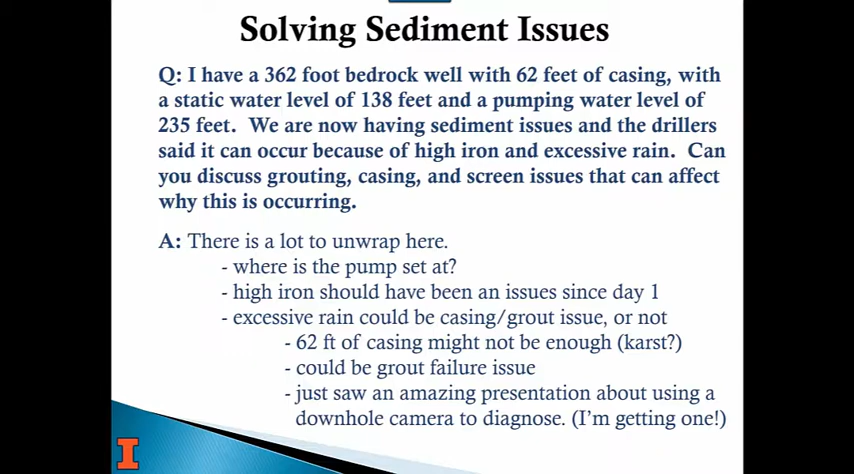 Solving Sediment Issues
Q: I have a 362 foot bedrock well with 62 feet of casing, with
a static water level of 138 feet and a pumping water level of
235 feet. We are now having sediment issues and the drillers
said it can occur because of high iron and excessive rain. Can
you discuss grouting, casing, and screen issues that can affect
why this is occurring.
A: There is a lot to unwrap here.
- where is the pump set at?
- high iron should have been an issues since day 1
- excessive rain could be casing/grout issue, or not
- 62 ft of casing might not be enough (karst?)
- could be grout failure issue
- just saw an amazing presentation about using a
downhole camera to diagnose. (I'm getting one!)
I